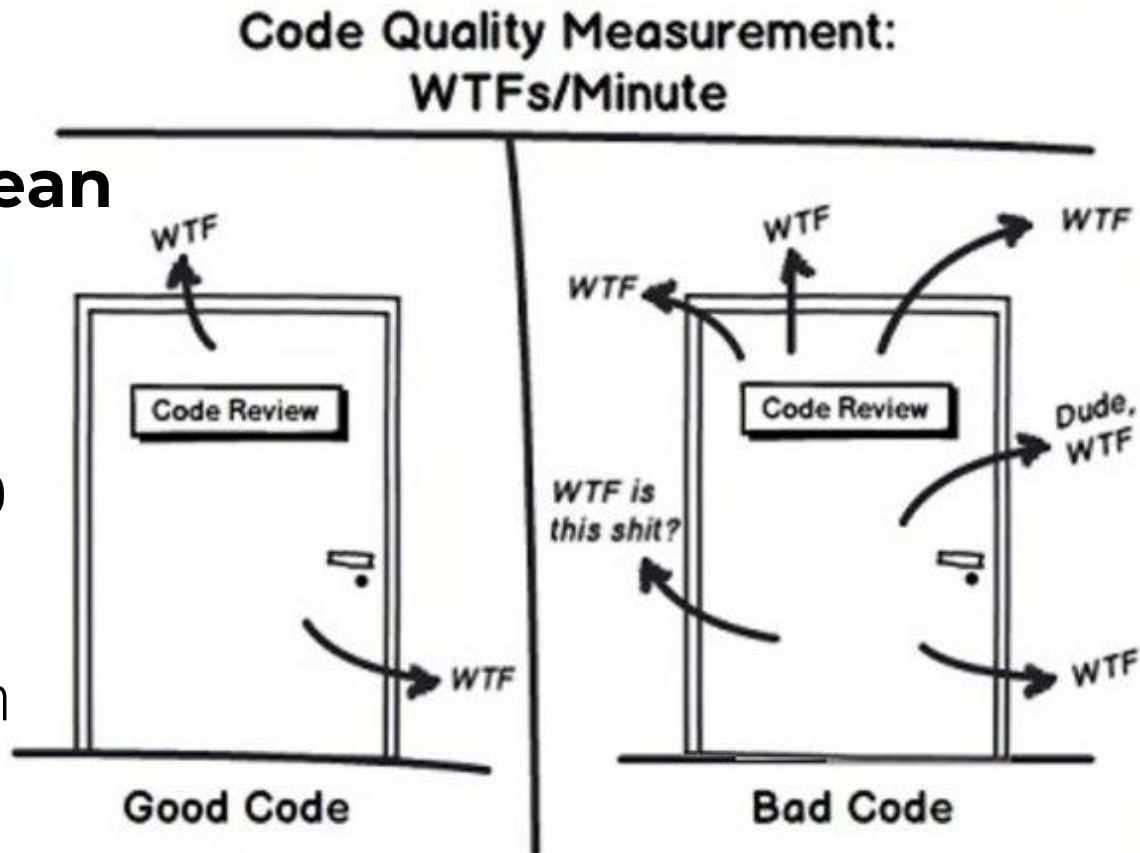 Code Quality Measurement:
WTFs/Minute
ean
WTF
Code Review
WTF
Good Code
WTF
WTF
WTF
Code Review
Dude,
WTF
WTF is
this shit?
WTF
Bad Code